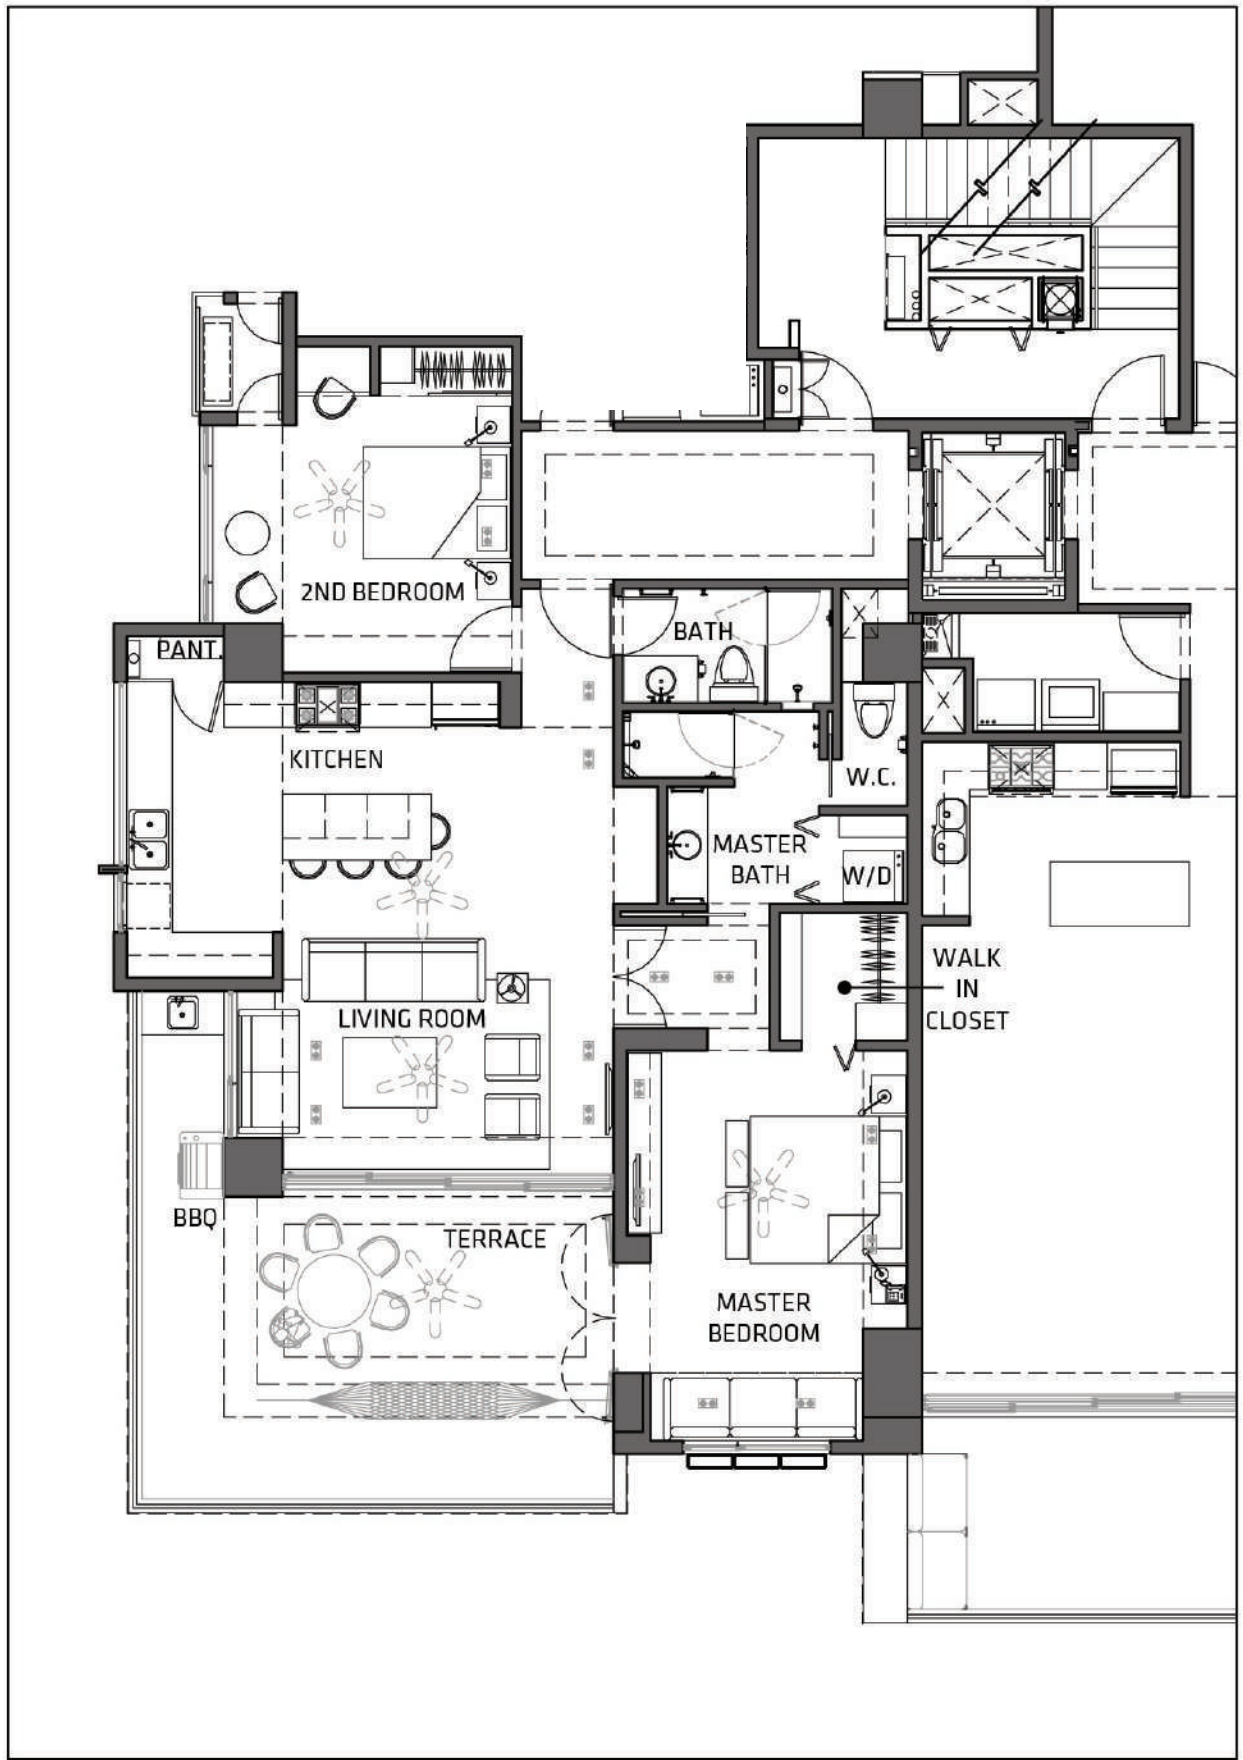 2ND BEDROOM
BATH
PANT.
KITCHEN
W.C.
MASTER
BATH
W/D
WALK
IN
CLOSET
LIVING ROOM
BBQ
TERRACE
MASTER
BEDROOM